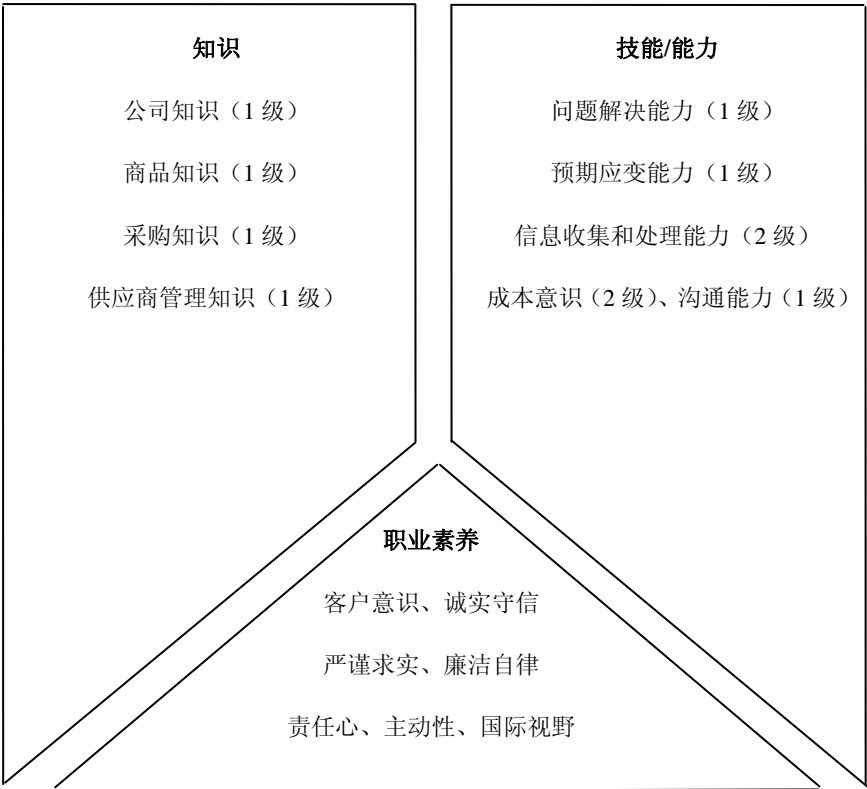 知识
公司知识（1 级）
商品知识（1 级）
采购知识（1 级）
供应商管理知识（1 级）
技能/能力
问题解决能力（1 级）
预期应变能力（1 级）
信息收集和处理能力（2 级）
成本意识（2 级）、沟通能力（1 级）
职业素养
客户意识、诚实守信
严谨求实、廉洁自律
责任心、主动性、国际视野